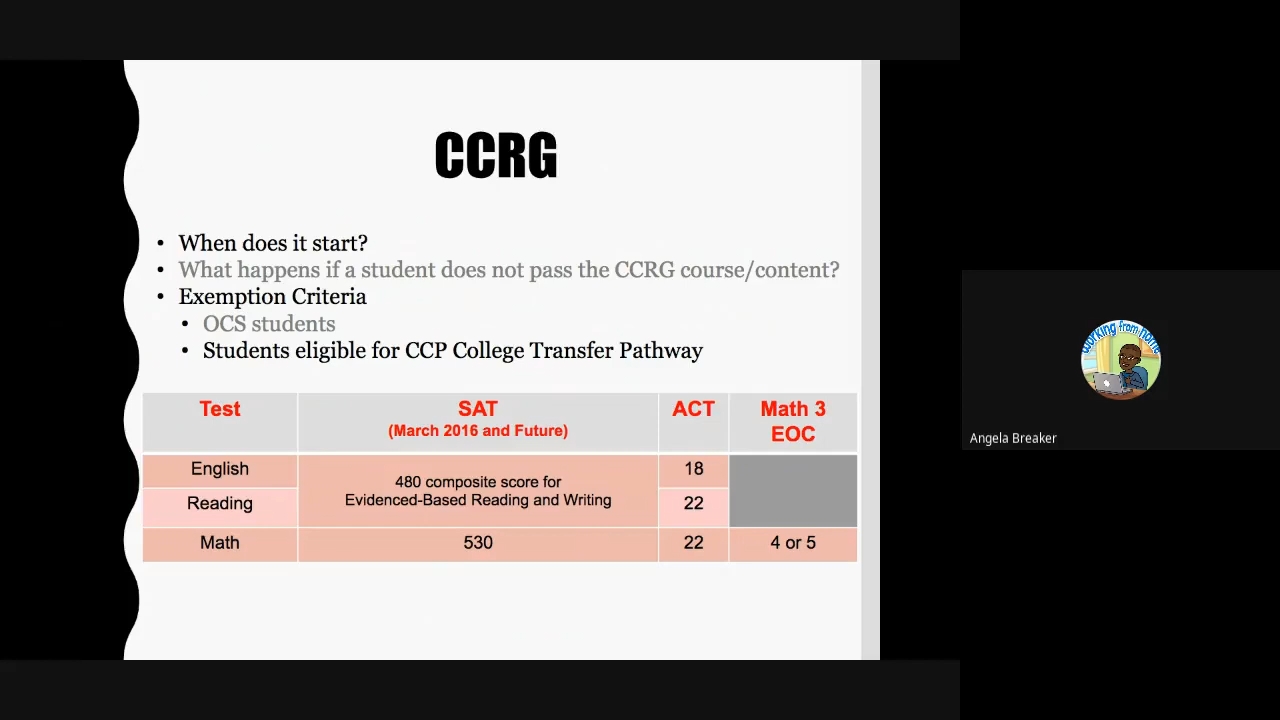 CCRG
• When does it start?
• What happens if a student does not pass the CCRG course/content?
• Exemption Criteria
• OCS students
• Students eligible for CCP College Transfer Pathway
Test SAT ACT Math 3
(March 2016 and Future) EOC
English 18
480 composite score for
Evidenced-Based Reading and Writing
Reading 22
Math 530 22 4 or 5
working from home
Angela Breaker